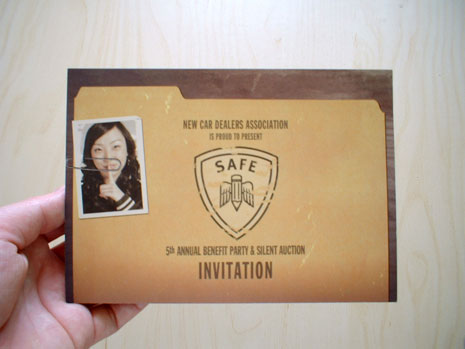 NEW CAR DEALERS ASSOCIATION
IS PROUD TO PRESENT
SAFE
5th ANNUAL BENEFIT PARTY & SILENT AUCTION
INVITATION